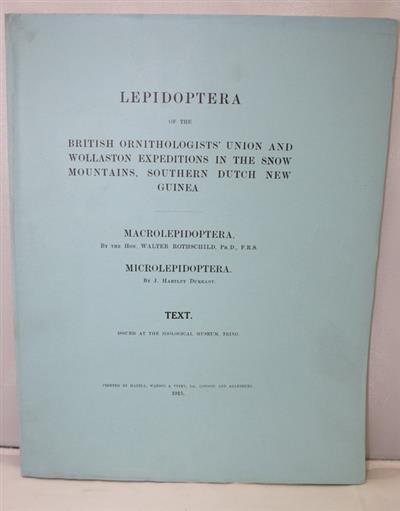 LEPIDOPTERA
OF THE
BRITISH ORNITHOLOGISTS' UNION AND
WOLLASTON EXPEDITIONS IN THE SNOW
MOUNTAINS, SOUTHERN DUTCH NEW
GUINEA
MACROLEPIDOPTERA.
BY THE HON. WALTER ROTHSCHILD, PH.D., F.R.S.
MICROLEPIDOPTERA.
BY J. HARTLEY DURRANT.
TEXT.
ISSUED AT THE ZOOLOGICAL MUSEUM, TRING.
PRINTED BY HAZELL, WATSON & VINEY, LD., LONDON AND AYLESBURY.
1915.